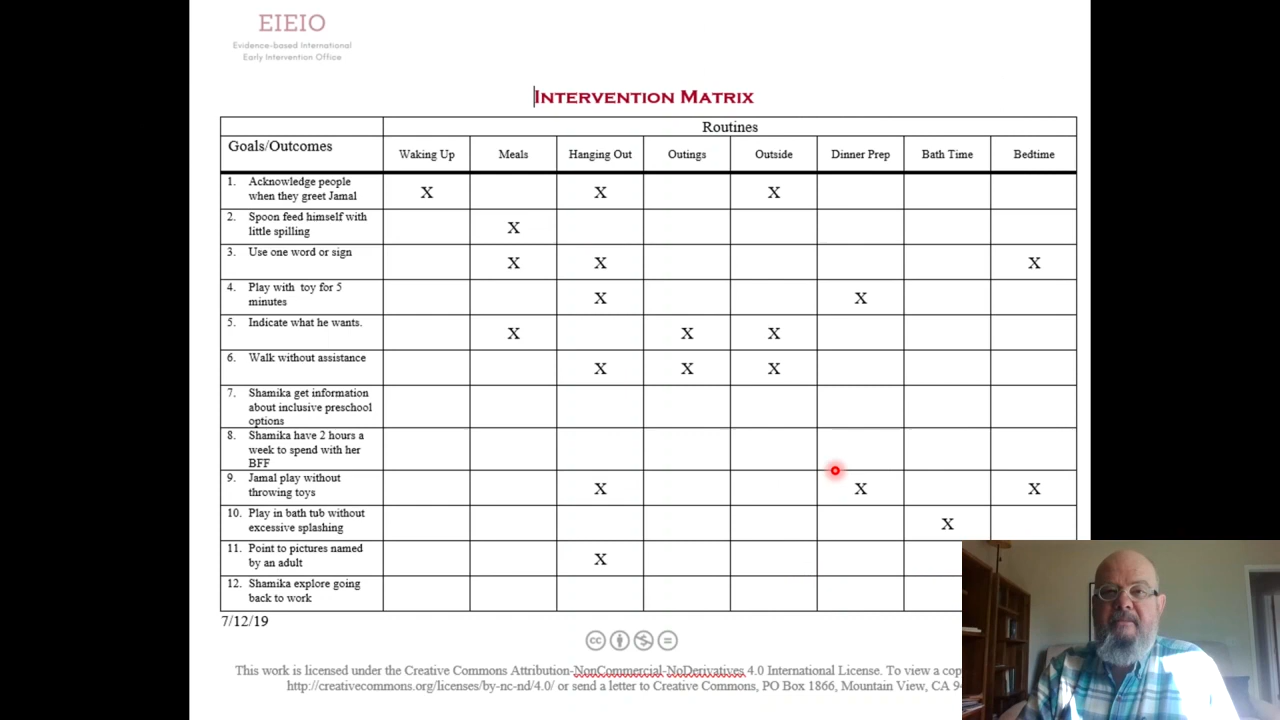 EIEIO
Evidence-based International
Early Intervention Office
INTERVENTION MATRIX
Goals/Outcomes
Routines
Waking Up Meals Hanging Out Outings Outside Dinner Prep Bath Time Bedtime
1. Acknowledge people
when they greet Jamal
X X X
2. Spoon feed himself with
little spilling
X
3. Use one word or sign
X X X
4. Play with toy for 5
minutes
X X
5. Indicate what he wants.
X X X
6. Walk without assistance
X X X
7. Shamika get information
about inclusive preschool
options
8. Shamika have 2 hours a
week to spend with her
BFF
9. Jamal play without
throwing toys
X X X
10. Play in bath tub without
excessive splashing
X
11. Point to pictures named
by an adult
X
12. Shamika explore going
back to work
7/12/19
cc
This work is licensed under the Creative Commons Attribution-NonCommercial-NoDerivatives 4.0 International License. To view a cop
http://creativecommons.org/licenses/by-nc-nd/4.0/ or send a letter to Creative Commons, PO Box 1866, Mountain View, CA 9